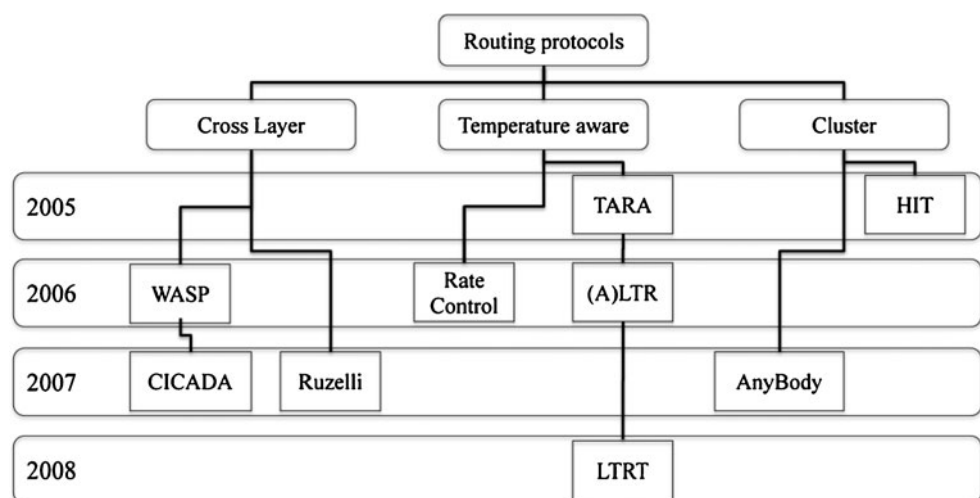 Routing protocols
Cross Layer
Temperature aware
Cluster
2005
TARA
HIT
2006
WASP
Rate
Control
(A)LTR
2007
CICADA
Ruzelli
AnyBody
2008
LTRT